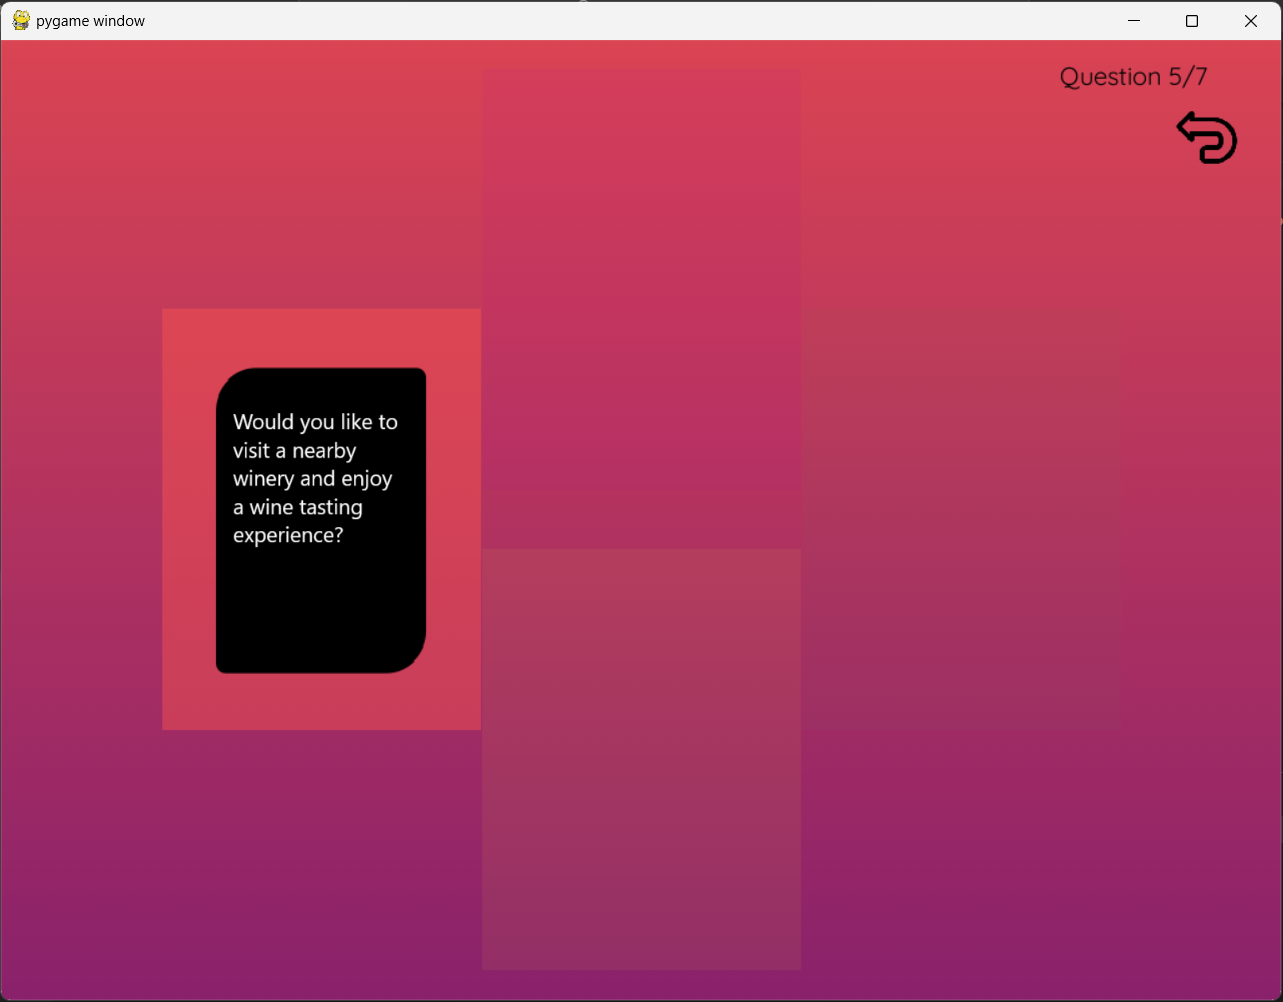 pygame window
Question 5/7
Would you like to
visit a nearby
winery and enjoy
a wine tasting
experience?